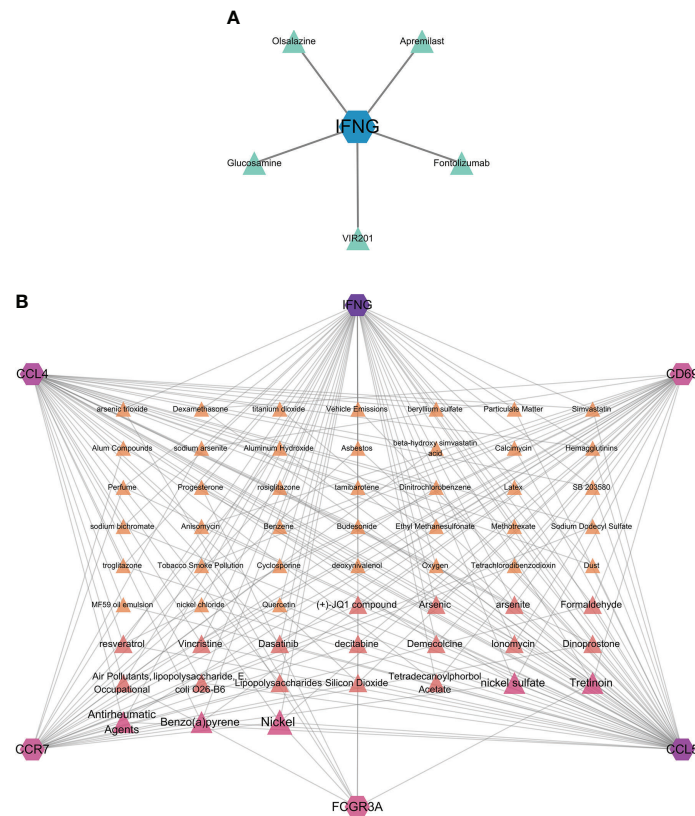 A
Olsalazine Apremilast
IFNG
Glucosamine Fontolizumab
VIR201
B
IFNG
CCL4 CD69
arsenic trioxide Dexamethasone titanium dioxide Vehicle Emissions beryllium sulfate Particulate Matter Simvastatin
Alum Compounds sodium arsenite Aluminum Hydroxide Asbestos beta-hydroxy simvastatin acid Calcimycin Hemagglutinins
Perfume Progesterone rosiglitazone tamibarotene Dinitrochlorobenzene Latex SB 203580
sodium bichromate Anisomycin Benzene Budesonide Ethyl Methanesulfonate Methotrexate Sodium Dodecyl Sulfate
troglitazone Tobacco Smoke Pollution Cyclosporine deoxynivalenol Oxygen Tetrachlorodibenzodioxin Dust
MF59 oil emulsion nickel chloride Quercetin (+)-JQ1 compound Arsenic arsenite Formaldehyde
resveratrol Vincristine Dasatinib decitabine Demecolcine Ionomycin Dinoprostone
Air Pollutants, Occupational lipopolysaccharide, E coli O26-B6 Lipopolysaccharides Silicon Dioxide Tetradecanoylphorbol Acetate nickel sulfate Tretinoin
Antirheumatic Agents Benzo(a)pyrene Nickel
CCR7 CCL5
FCGR3A